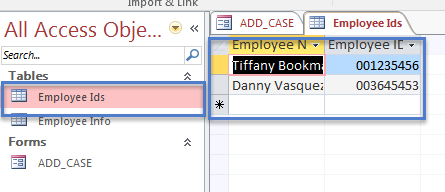 Import & Link
All Access Obje...
Search...
Tables
Employee Ids
Employee Info
Forms
ADD_CASE
ADD_CASE
Employee Ids
Employee N
Employee ID
Tiffany Bookma
001235456
Danny Vasquez
003645453